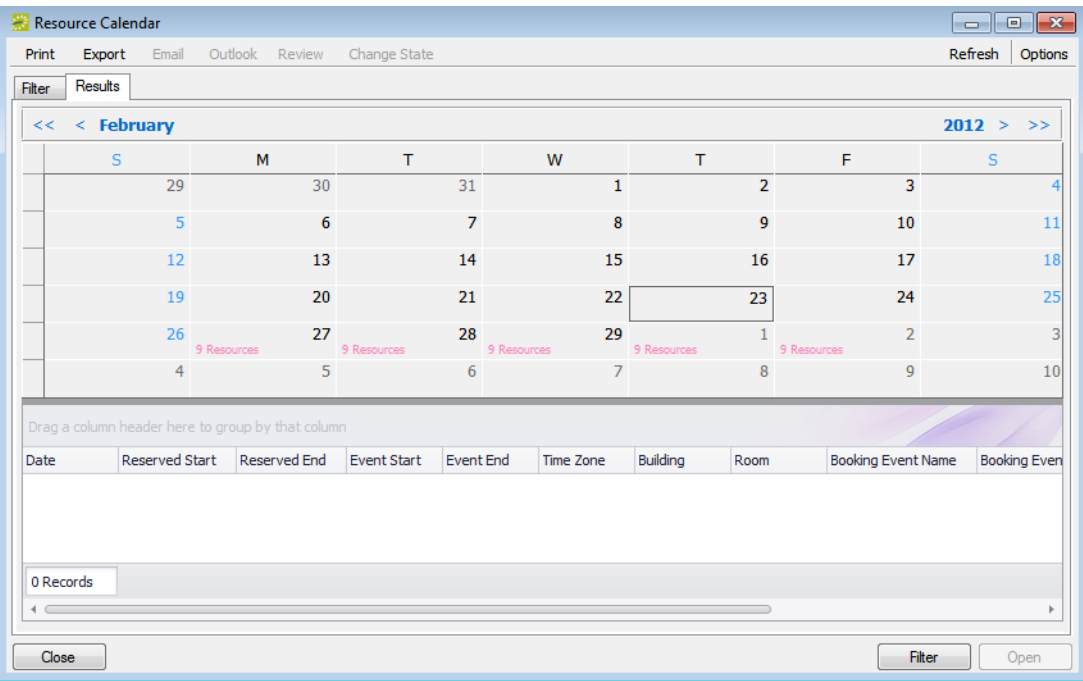 Resource Calendar
Print Export Email Outlook Review Change State Refresh Options
Filter Results
<< < February 2012 > >>
S M T W T F S
29 30 31 1 2 3 4
5 6 7 8 9 10 11
12 13 14 15 16 17 18
19 20 21 22 23 24 25
26 27 28 29 1 2 3
9 Resources 9 Resources 9 Resources 9 Resources 9 Resources
4 5 6 7 8 9 10
Drag a column header here to group by that column
Date Reserved Start Reserved End Event Start Event End Time Zone Building Room Booking Event Name Booking Even
0 Records
Close Filter Open